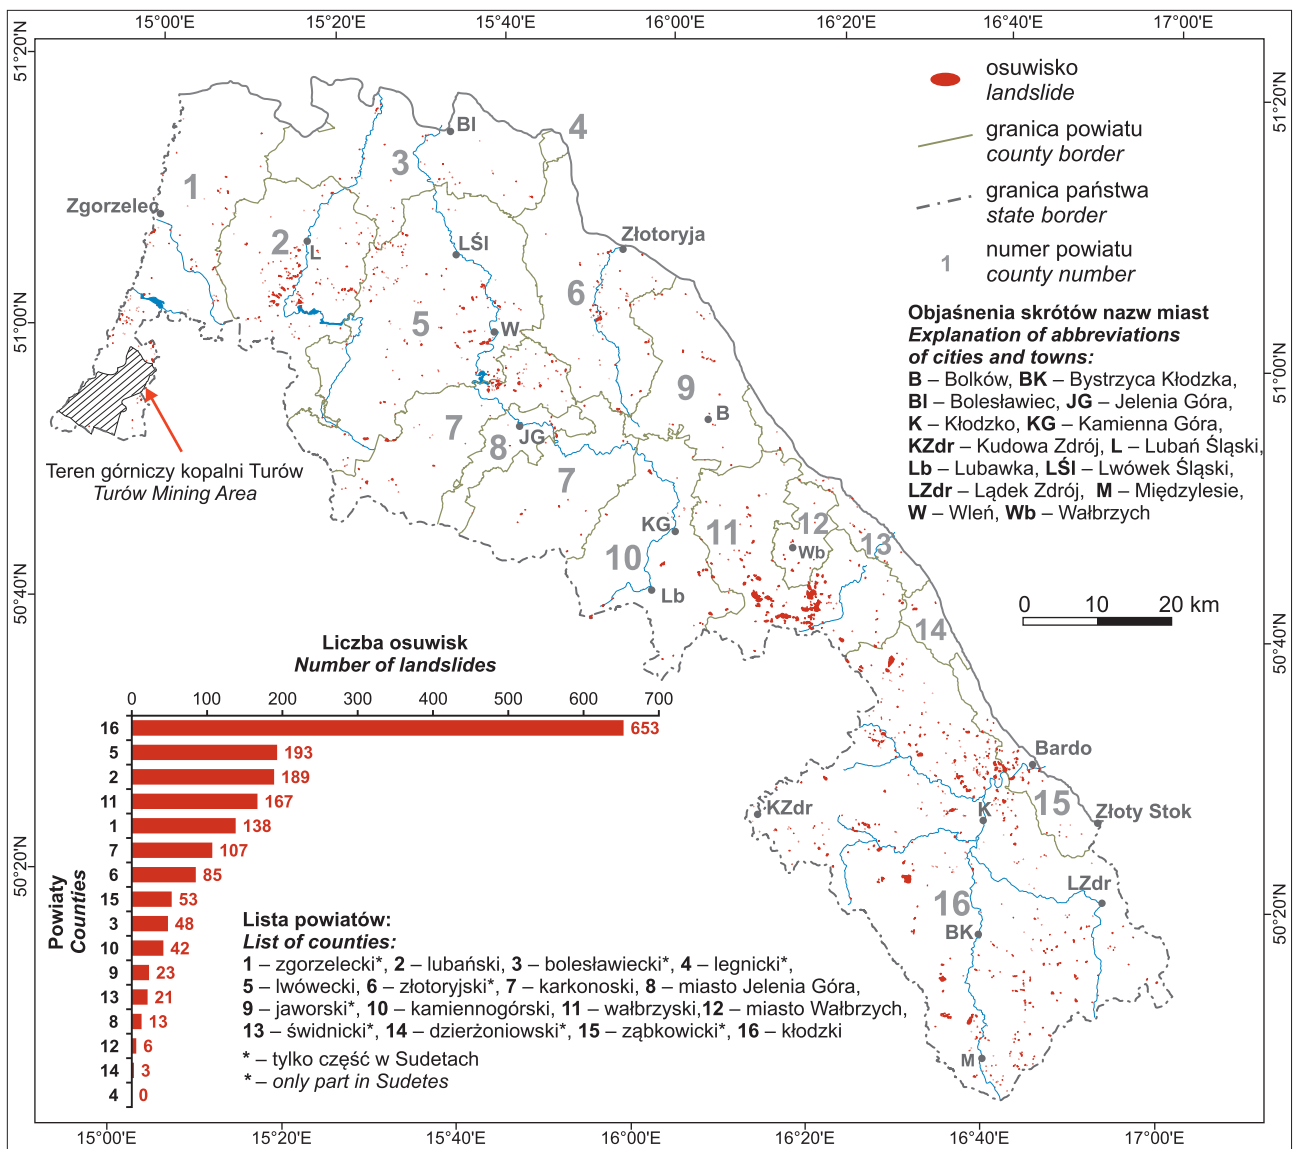 15°00'E 15°20'E 15°40'E 16°00'E 16°20'E 16°40'E 17°00'E
51°20'N
51°00'N
50°40'N
50°20'N
51°20'N
51°00'N
50°40'N
50°20'N
osuwisko
landslide
granica powiatu
county border
granica państwa
state border
1
numer powiatu
county number
Objaśnenia skrótów nazw miast
Explanation of abbreviations
of cities and towns:
B – Bolków, BK – Bystrzyca Kłodzka,
Bl – Bolesławiec, JG – Jelenia Góra,
K – Kłodzko, KG – Kamienna Góra,
KZdr – Kudowa Zdrój, L – Lubań Śląski,
Lb – Lubawka, LŚl – Lwówek Śląski,
LZdr – Lądek Zdrój, M – Międzylesie,
W – Wleń, Wb – Wałbrzych
0 10 20 km
Bl
4
3
1
Zgorzelec
2
L
LŚl
Złotoryja
6
5
W
9
B
7
JG
8
7
Teren górniczy kopalni Turów
Turów Mining Area
KG
11
12
Wb
13
10
Lb
14
Bardo
KZdr
K
15
Złoty Stok
LZdr
16
BK
M
Liczba osuwisk
Number of landslides
0 100 200 300 400 500 600 700
Powiaty
Counties
16 653
5 193
2 189
11 167
1 138
7 107
6 85
15 53
3 48
10 42
9 23
13 21
8 13
12 6
14 3
4 0
Lista powiatów:
List of counties:
1 – zgorzelecki*, 2 – lubański, 3 – bolesławiecki*, 4 – legnicki*,
5 – lwówecki, 6 – złotoryjski*, 7 – karkonoski, 8 – miasto Jelenia Góra,
9 – jaworski*, 10 – kamiennogórski, 11 – wałbrzyski,12 – miasto Wałbrzych,
13 – świdnicki*, 14 – dzierżoniowski*, 15 – ząbkowicki*, 16 – kłodzki
* – tylko część w Sudetach
* – only part in Sudetes
15°00'E 15°20'E 15°40'E 16°00'E 16°20'E 16°40'E 17°00'E